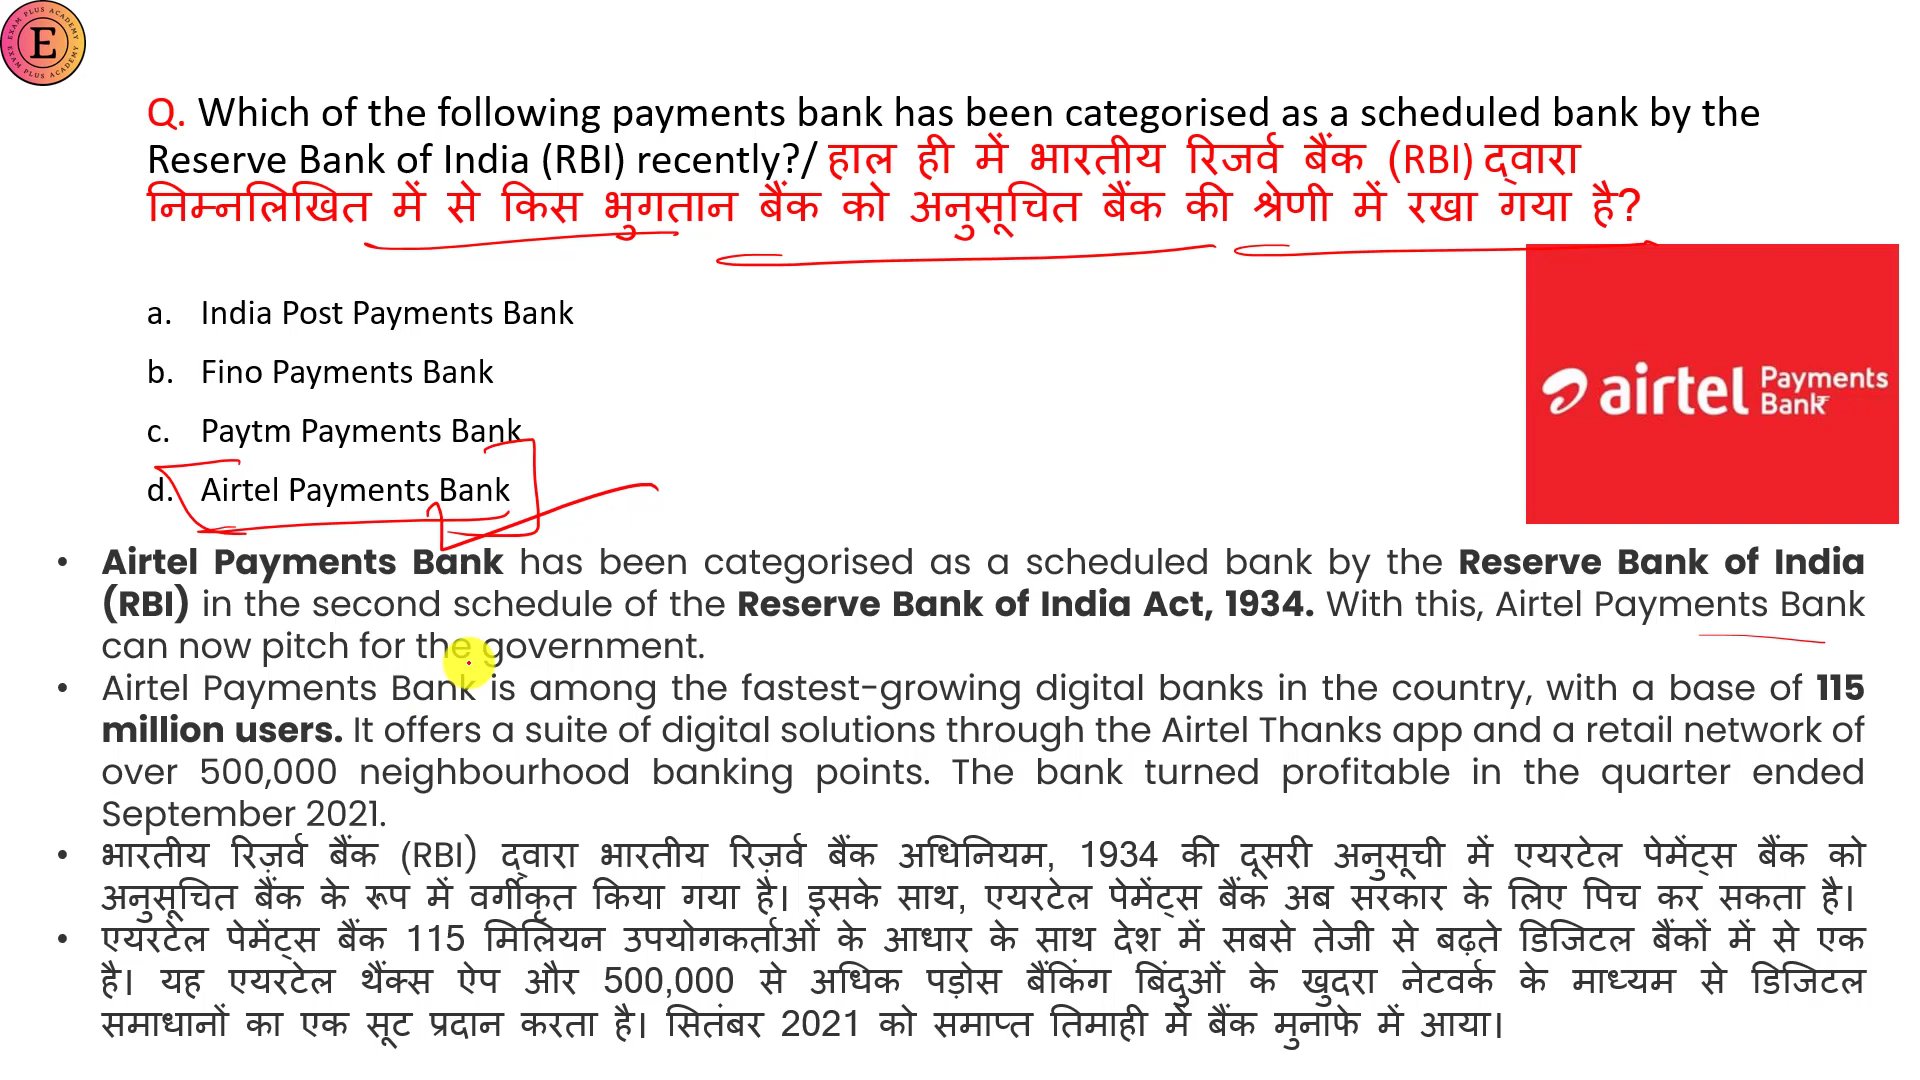 EXAM PLUS ACADEMY
E
EXAM PLUS ACADEMY
Q. Which of the following payments bank has been categorised as a scheduled bank by the
Reserve Bank of India (RBI) recently?/ हाल ही में भारतीय रिजर्व बैंक (RBI) द्वारा
निम्नलिखित में से किस भुगतान बैंक को अनुसूचित बैंक की श्रेणी में रखा गया है?
a. India Post Payments Bank
b. Fino Payments Bank
c. Paytm Payments Bank
d. Airtel Payments Bank
airtel Payments
Bank
• Airtel Payments Bank has been categorised as a scheduled bank by the Reserve Bank of India
(RBI) in the second schedule of the Reserve Bank of India Act, 1934. With this, Airtel Payments Bank
can now pitch for the government.
• Airtel Payments Bank is among the fastest-growing digital banks in the country, with a base of 115
million users. It offers a suite of digital solutions through the Airtel Thanks app and a retail network of
over 500,000 neighbourhood banking points. The bank turned profitable in the quarter ended
September 2021.
• भारतीय रिज़र्व बैंक (RBI) द्वारा भारतीय रिज़र्व बैंक अधिनियम, 1934 की दूसरी अनुसूची में एयरटेल पेमेंट्स बैंक को
अनुसूचित बैंक के रूप में वर्गीकृत किया गया है। इसके साथ, एयरटेल पेमेंट्स बैंक अब सरकार के लिए पिच कर सकता है।
• एयरटेल पेमेंट्स बैंक 115 मिलियन उपयोगकर्ताओं के आधार के साथ देश में सबसे तेजी से बढ़ते डिजिटल बैंकों में से एक
है। यह एयरटेल थैंक्स ऐप और 500,000 से अधिक पड़ोस बैंकिंग बिंदुओं के खुदरा नेटवर्क के माध्यम से डिजिटल
समाधानों का एक सूट प्रदान करता है। सितंबर 2021 को समाप्त तिमाही में बैंक मुनाफे में आया।